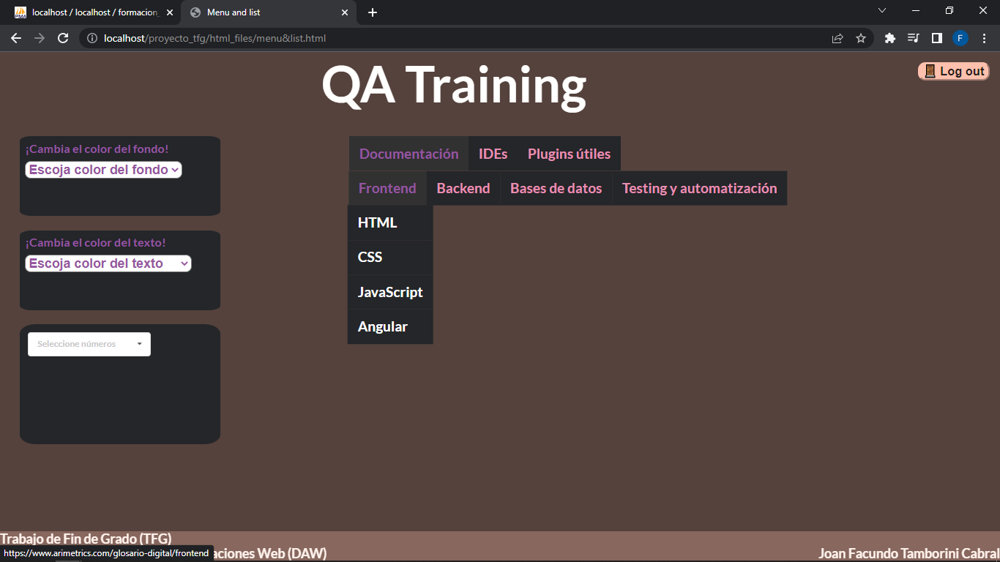 localhost / localhost / formacion_
Menu and list
localhost/proyecto_tfg/html_files/menu&list.html
F
QA Training
Log out
¡Cambia el color del fondo!
Escoja color del fondo
¡Cambia el color del texto!
Escoja color del texto
Seleccione números
Documentación IDEs Plugins útiles
Frontend Backend Bases de datos Testing y automatización
HTML
CSS
JavaScript
Angular
Trabajo de Fin de Grado (TFG)
https://www.arimetrics.com/glosario-digital/frontend
Web (DAW)
Joan Facundo Tamborini Cabral